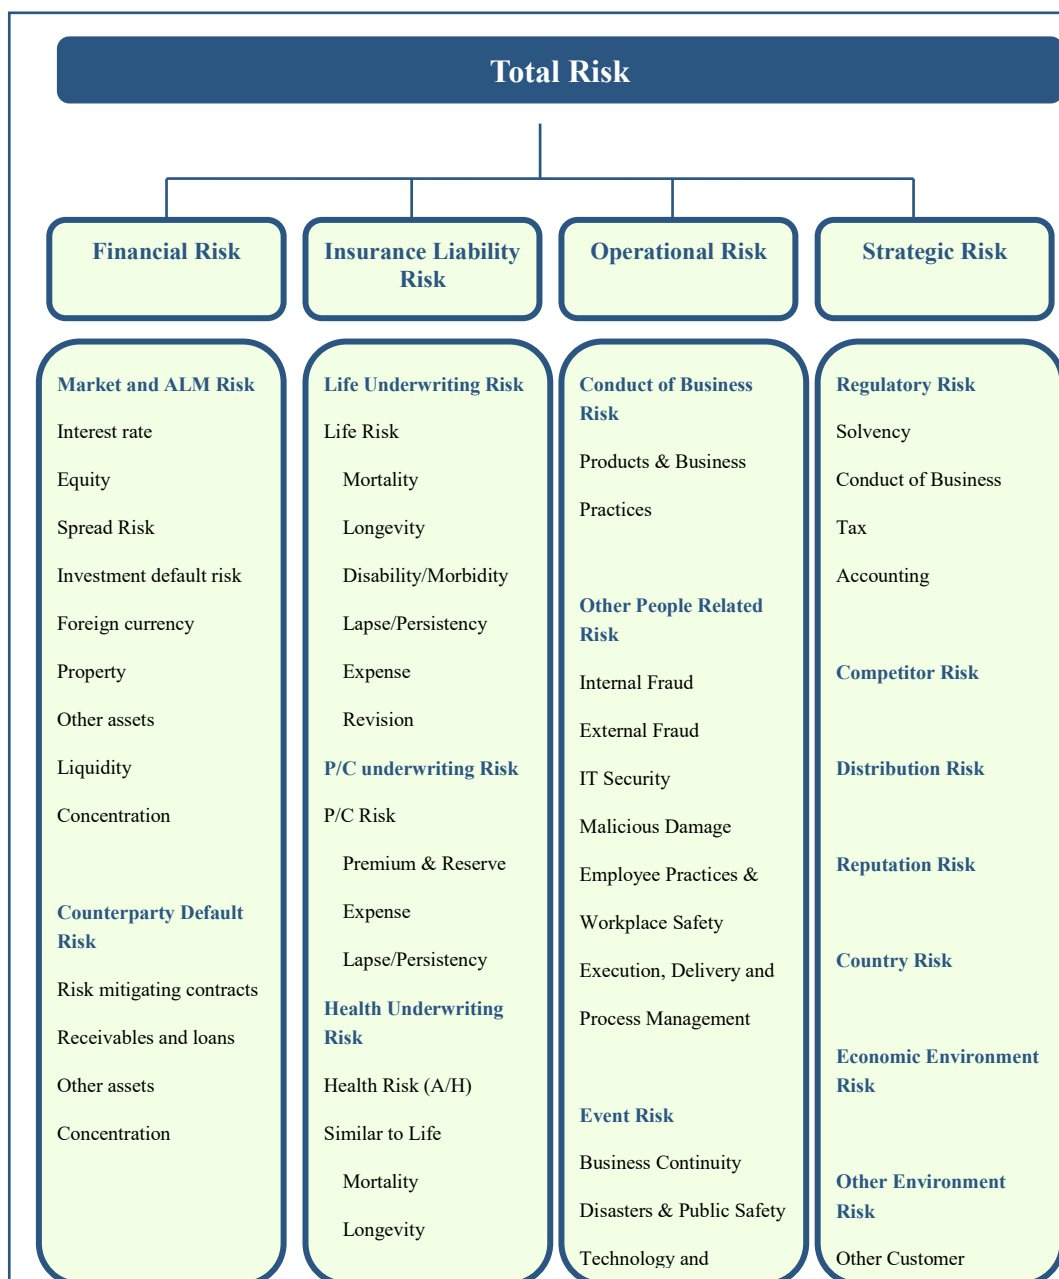 Total Risk
Financial Risk
Insurance Liability
Risk
Operational Risk
Strategic Risk
Market and ALM Risk
Interest rate
Equity
Spread Risk
Investment default risk
Foreign currency
Property
Other assets
Liquidity
Concentration
Counterparty Default
Risk
Risk mitigating contracts
Receivables and loans
Other assets
Concentration
Life Underwriting Risk
Life Risk
Mortality
Longevity
Disability/Morbidity
Lapse/Persistency
Expense
Revision
P/C underwriting Risk
P/C Risk
Premium & Reserve
Expense
Lapse/Persistency
Health Underwriting
Risk
Health Risk (A/H)
Similar to Life
Mortality
Longevity
Conduct of Business
Risk
Products & Business
Practices
Other People Related
Risk
Internal Fraud
External Fraud
IT Security
Malicious Damage
Employee Practices &
Workplace Safety
Execution, Delivery and
Process Management
Event Risk
Business Continuity
Disasters & Public Safety
Technology and
Regulatory Risk
Solvency
Conduct of Business
Tax
Accounting
Competitor Risk
Distribution Risk
Reputation Risk
Country Risk
Economic Environment
Risk
Other Environment
Risk
Other Customer